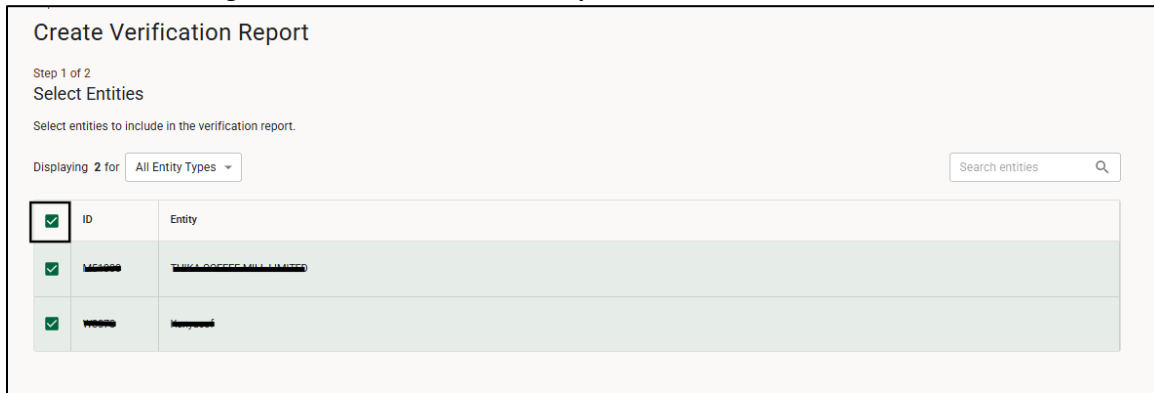 Create Verification Report
Step 1 of 2
Select Entities
Select entities to include in the verification report.
Displaying 2 for All Entity Types
Search entities
ID Entity